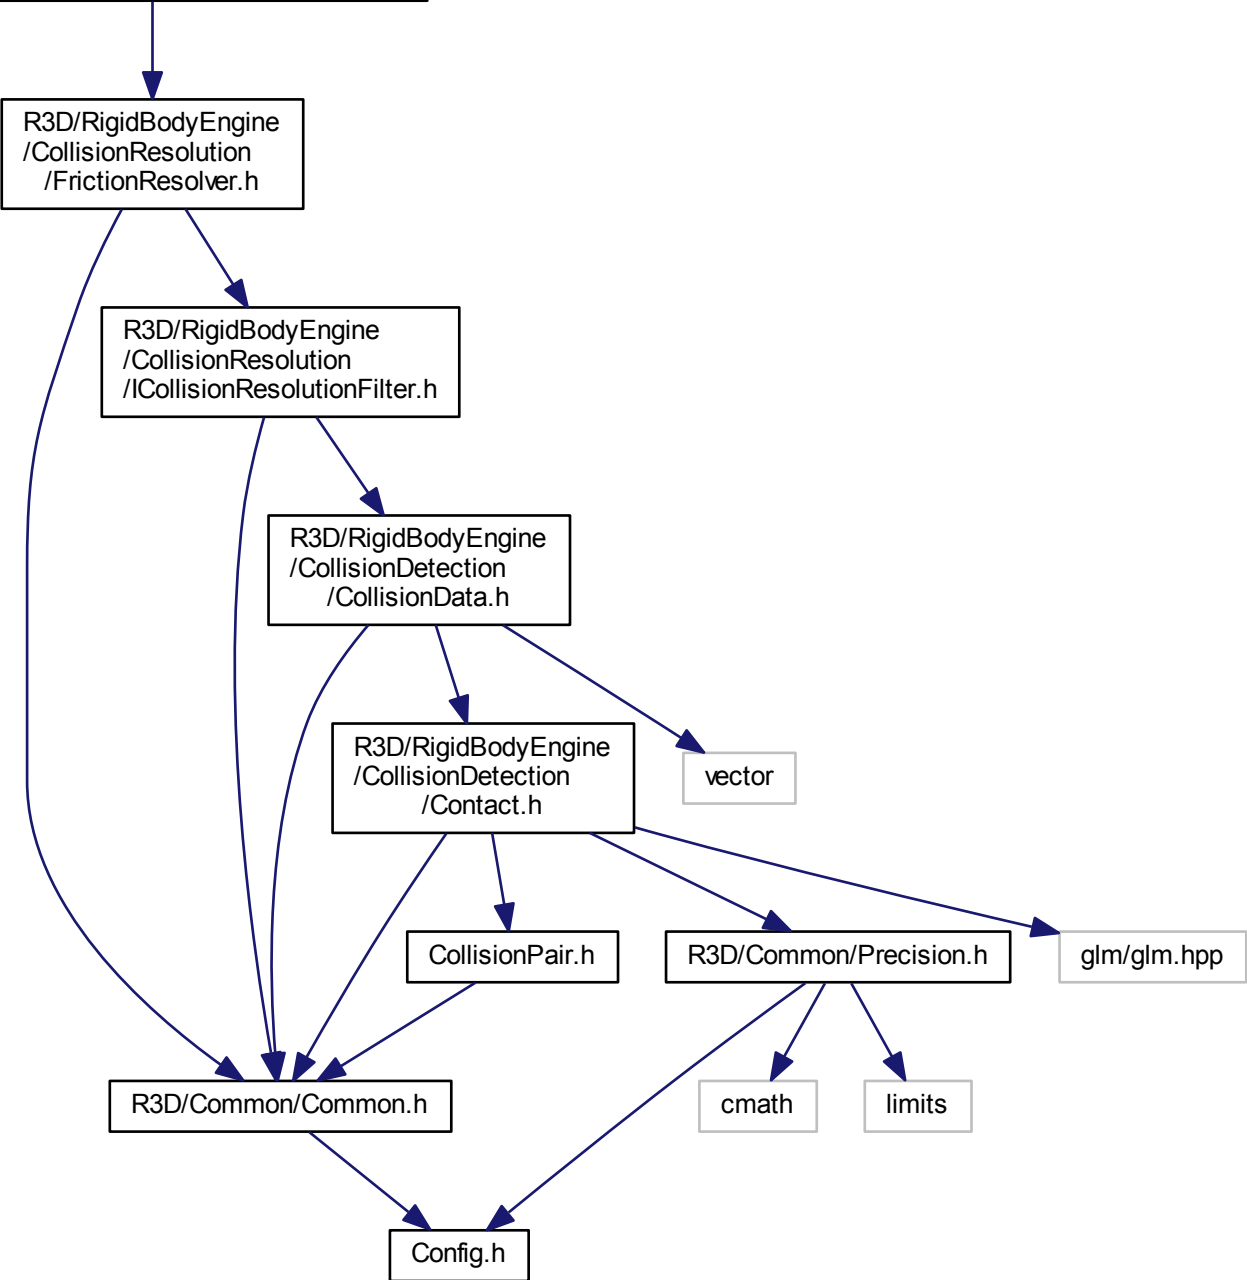 R3D/RigidBodyEngine
/CollisionResolution
/FrictionResolver.h
R3D/RigidBodyEngine
/CollisionResolution
/ICollisionResolutionFilter.h
R3D/RigidBodyEngine
/CollisionDetection
/CollisionData.h
R3D/RigidBodyEngine
/CollisionDetection
/Contact.h
vector
CollisionPair.h
R3D/Common/Precision.h
glm/glm.hpp
R3D/Common/Common.h
cmath
limits
Config.h